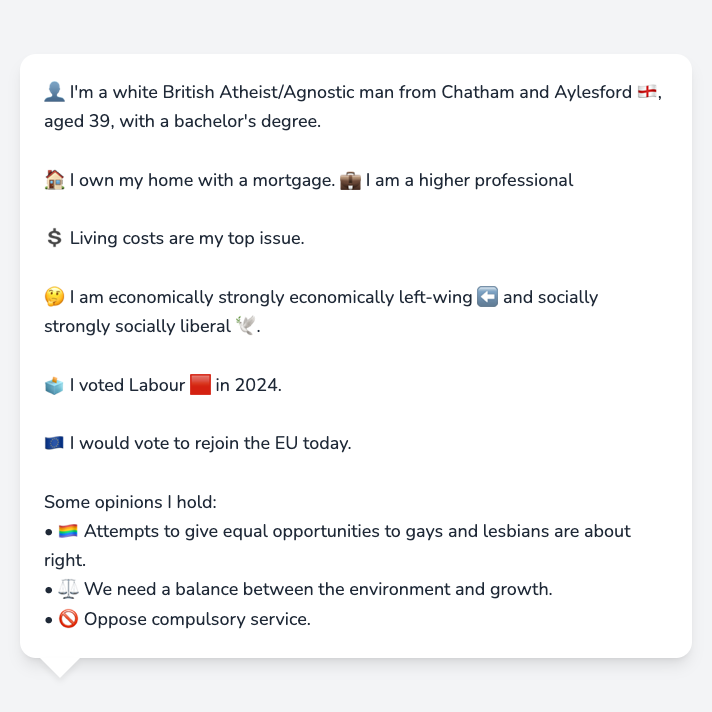 👤 I'm a white British Atheist/Agnostic man from Chatham and Aylesford 🏴󠁧󠁢󠁥󠁮󠁧󠁿,
aged 39, with a bachelor's degree.
🏠 I own my home with a mortgage. 💼 I am a higher professional
💲 Living costs are my top issue.
🤔 I am economically strongly economically left-wing ⬅️ and socially
strongly socially liberal 🕊️.
🗳️ I voted Labour 🟥 in 2024.
🇪🇺 I would vote to rejoin the EU today.
Some opinions I hold:
• 🏳️‍🌈 Attempts to give equal opportunities to gays and lesbians are about
right.
• ⚖️ We need a balance between the environment and growth.
• 🚫 Oppose compulsory service.